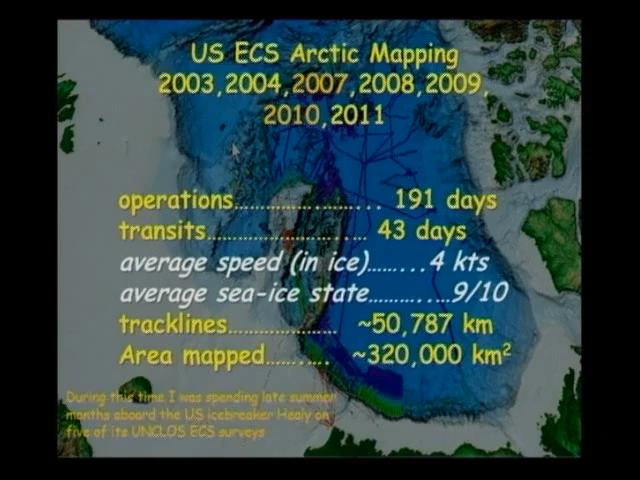 US ECS Arctic Mapping
2003,2004,2007,2008,2009,
2010,2011
operations……………..……... 191 days
transits…………………..… 43 days
average speed (in ice)……...4 kts
average sea-ice state………..…9/10
tracklines………………… ~50,787 km
Area mapped…….…. ~320,000 km²
During this time I was spending late summer
months aboard the US icebreaker Healy on
five of its UNCLOS ECS surveys